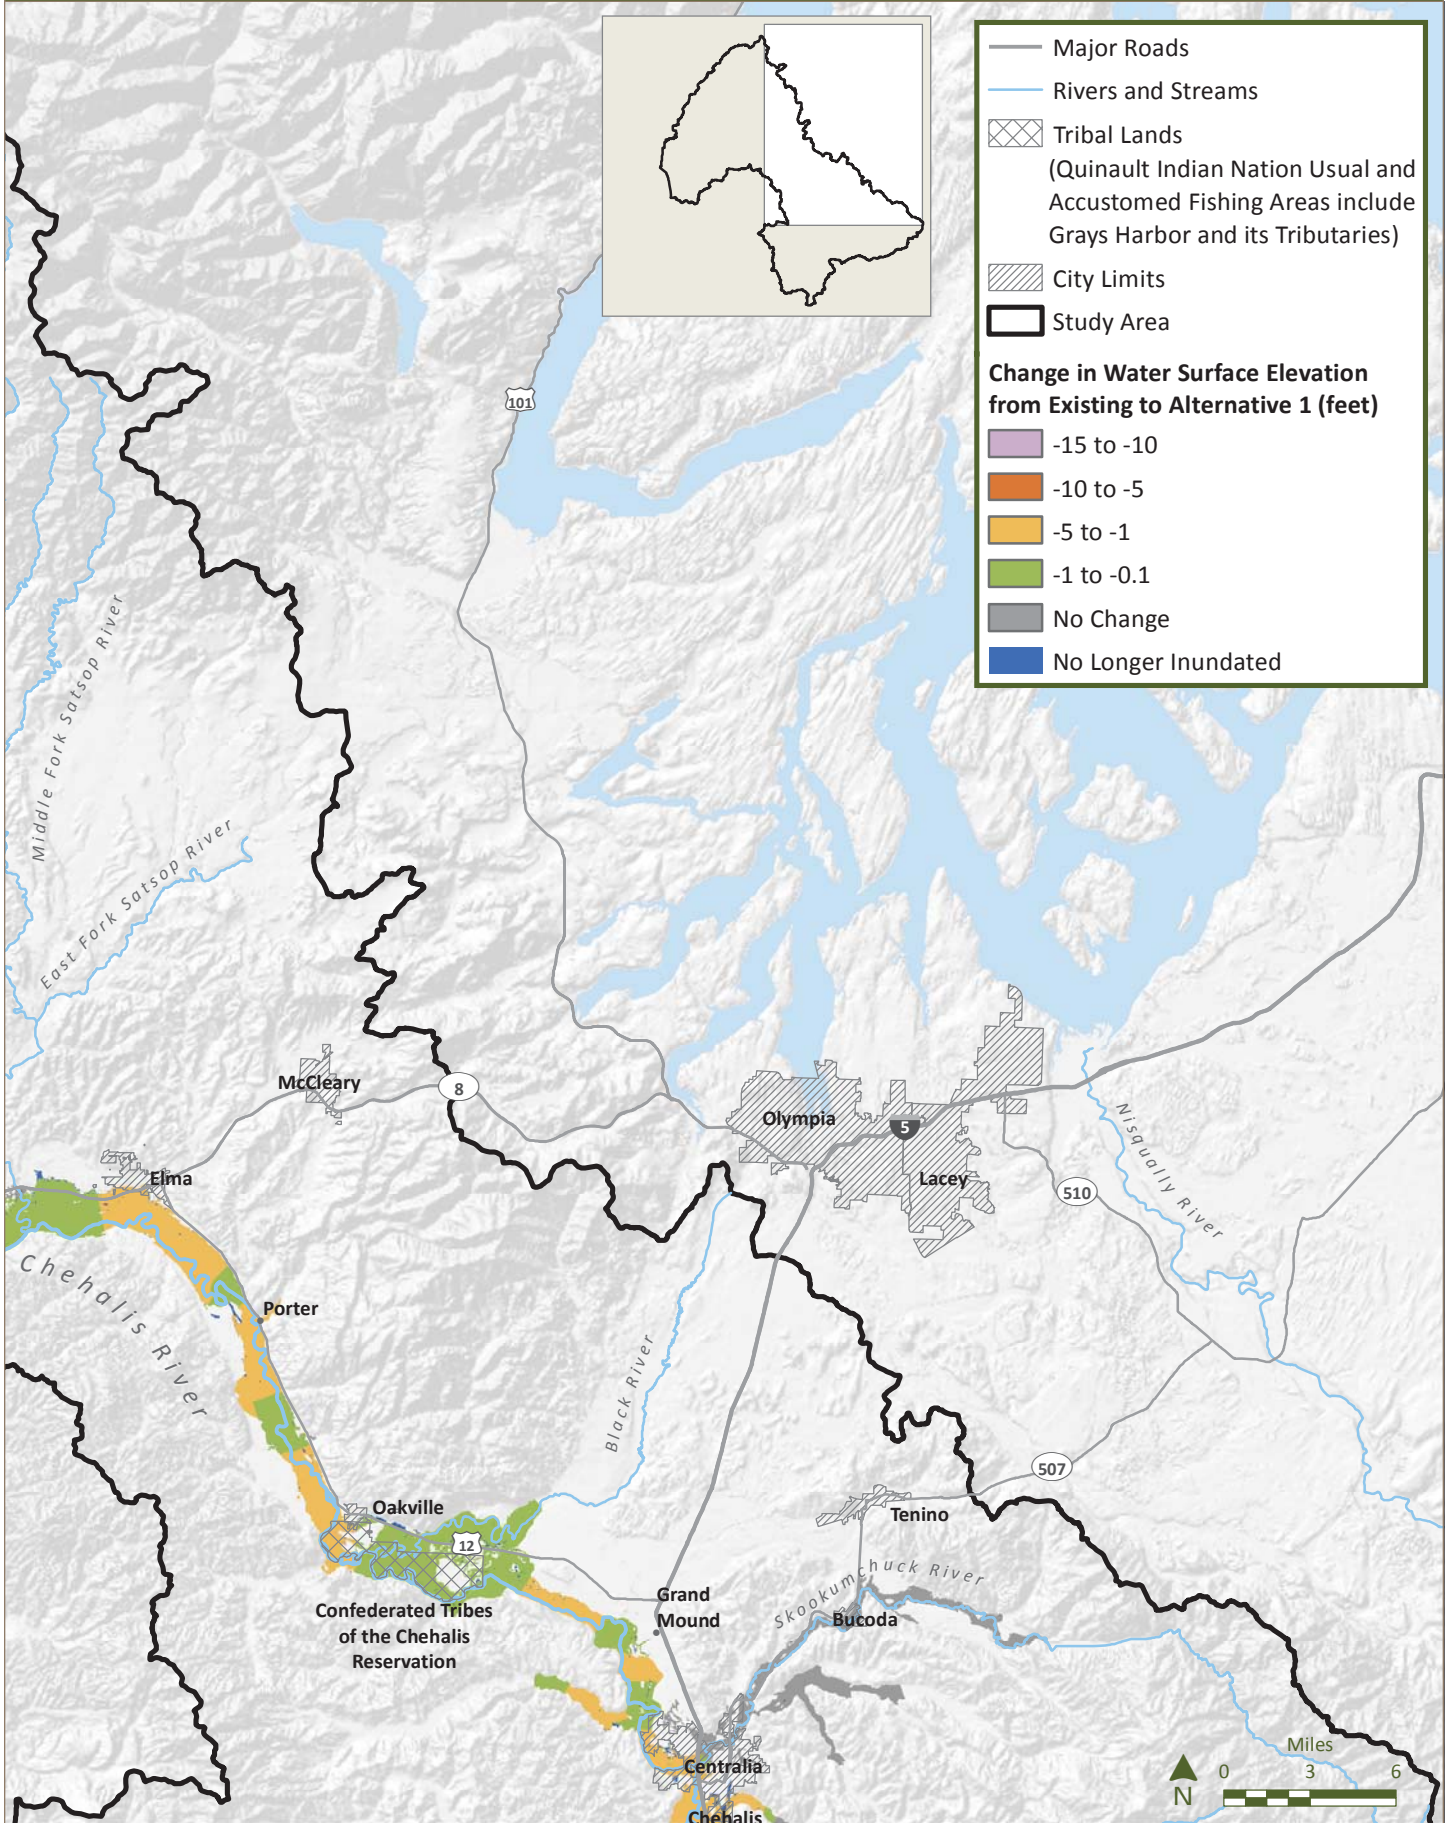 Major Roads
Rivers and Streams
Tribal Lands
(Quinault Indian Nation Usual and
Accustomed Fishing Areas include
Grays Harbor and its Tributaries)
City Limits
Study Area
Change in Water Surface Elevation
from Existing to Alternative 1 (feet)
-15 to -10
-10 to -5
-5 to -1
-1 to -0.1
No Change
No Longer Inundated
101
Middle Fork Satsop River
East Fork Satsop River
McCleary
8
Olympia
5
Lacey
Elma
510
Nisqually River
Chehalis River
Porter
Black River
507
Oakville
Tenino
12
Skookumchuck River
Grand
Mound
Bucoda
Confederated Tribes
of the Chehalis
Reservation
Centralia
Chehalis
Miles
0 3 6
N